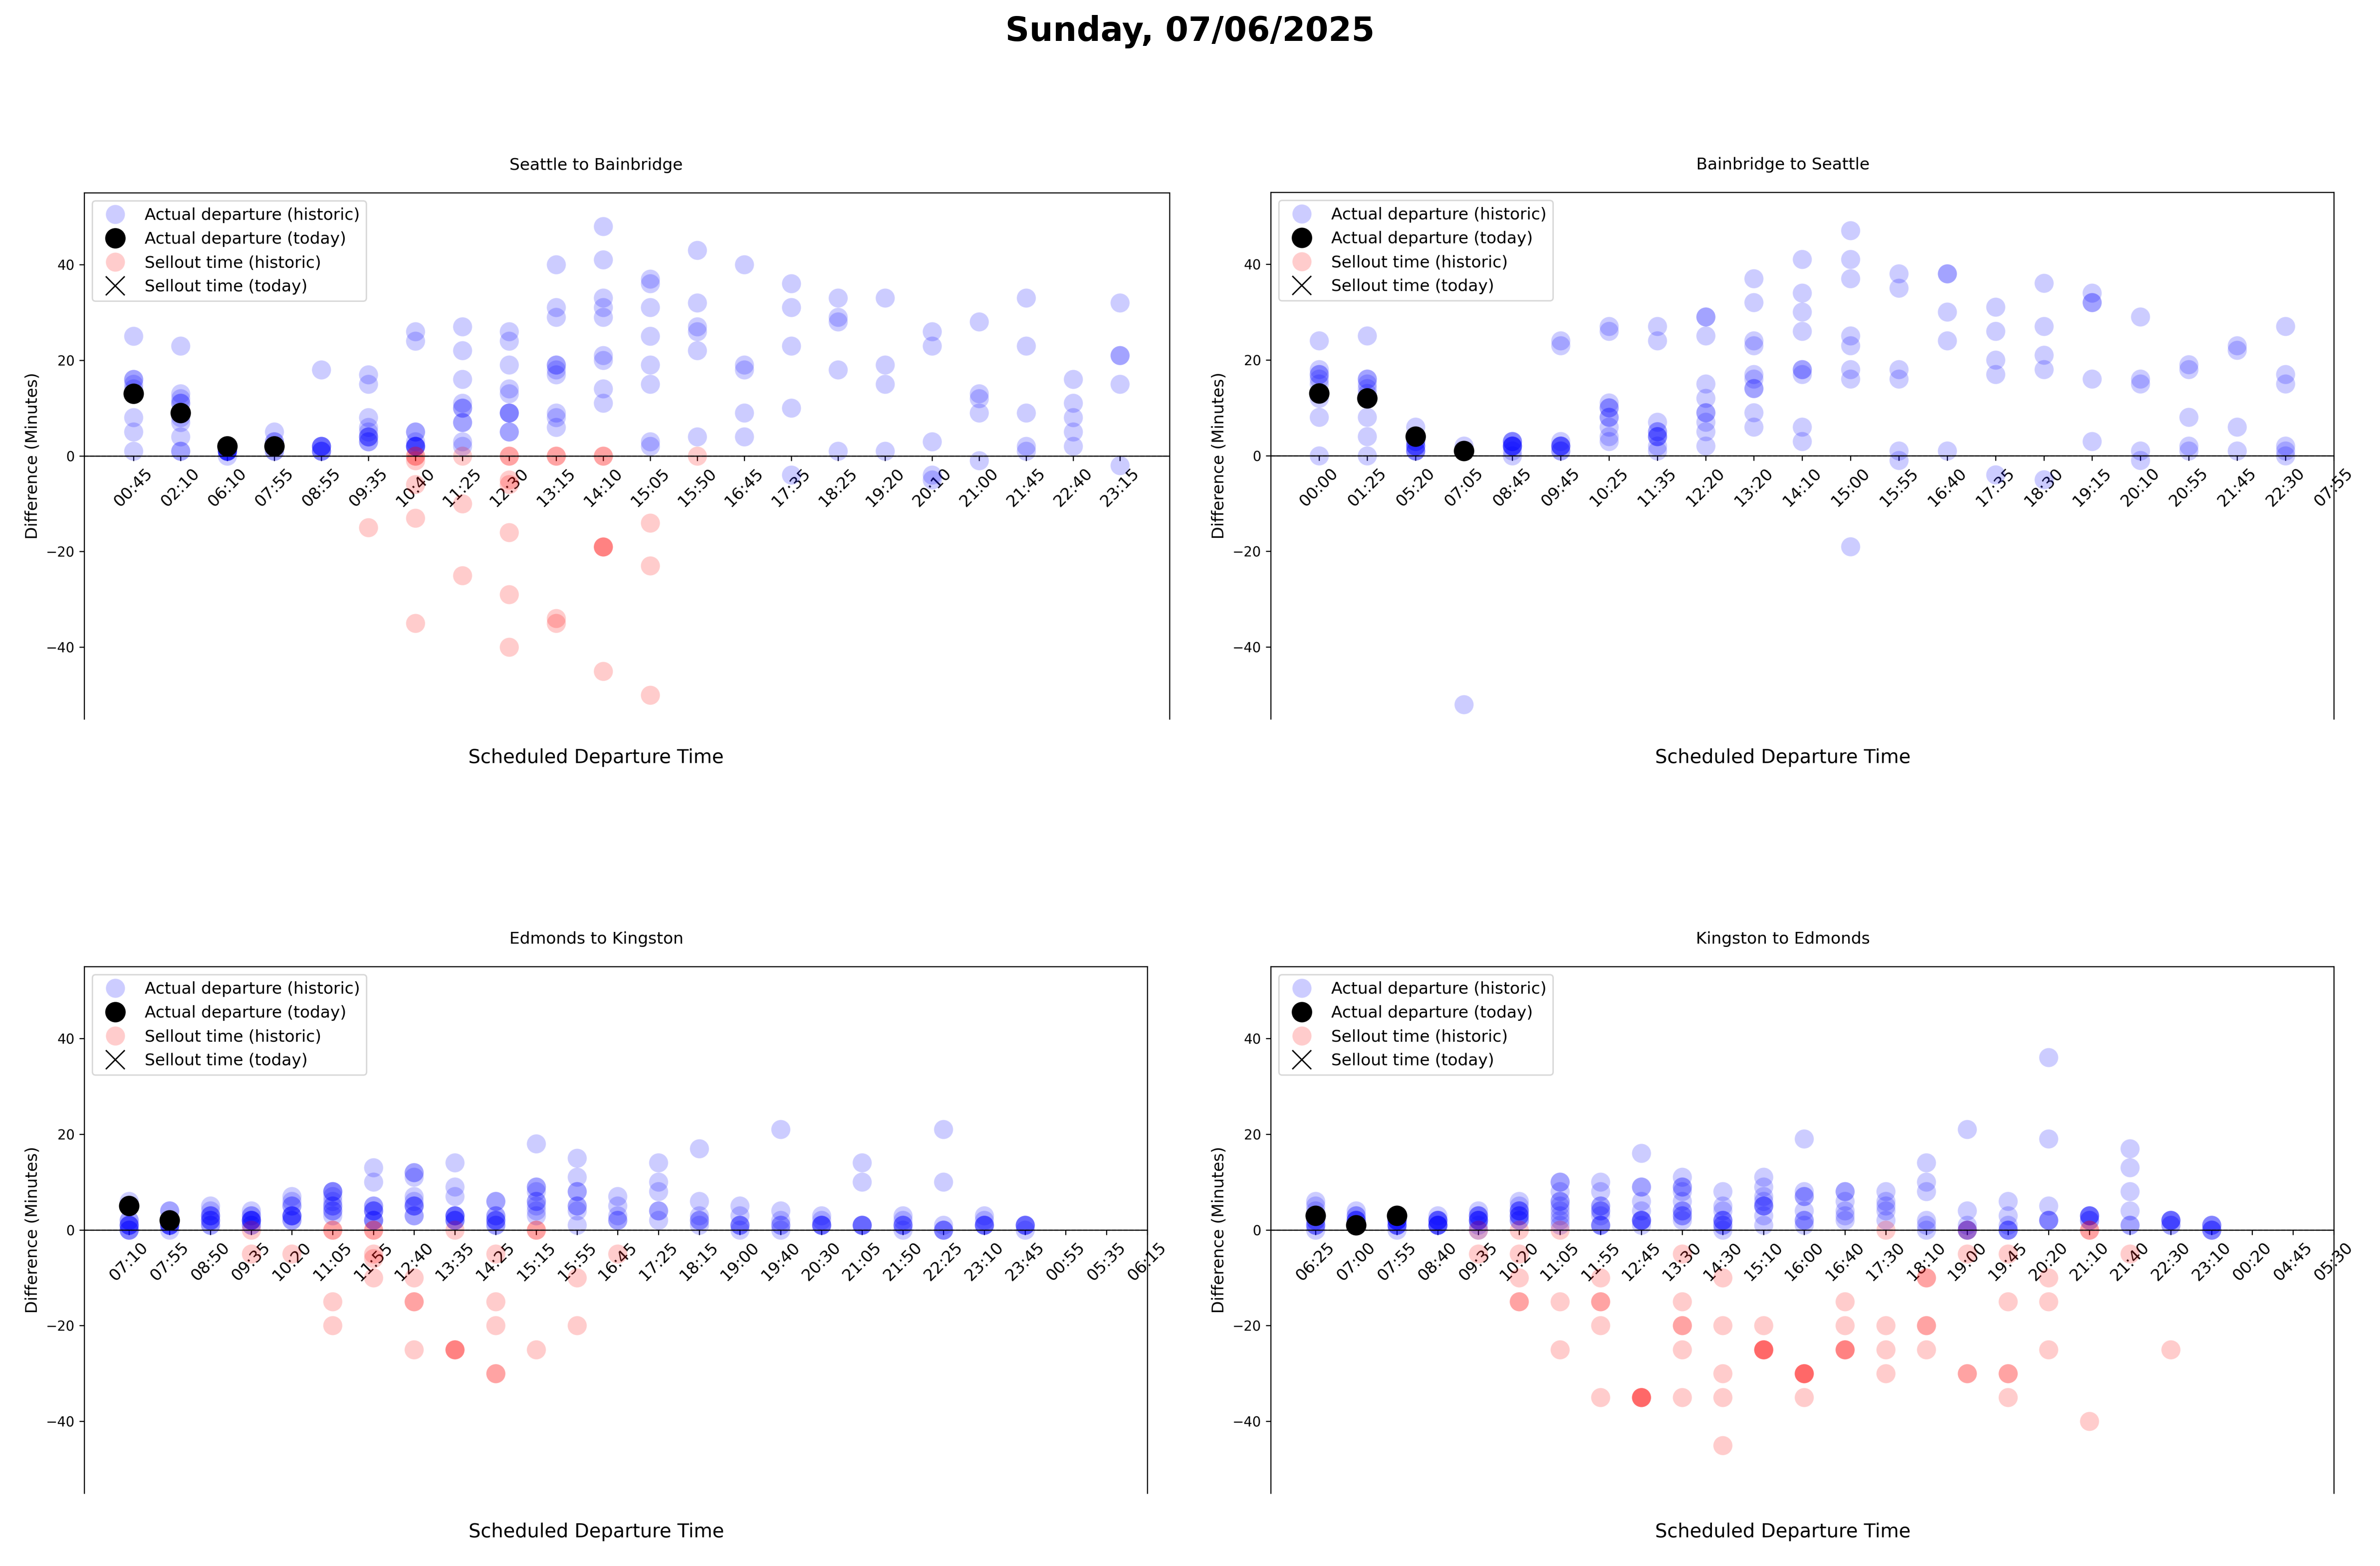 Sunday, 07/06/2025
Seattle to Bainbridge
Actual departure (historic)
Actual departure (today)
Sellout time (historic)
Sellout time (today)
Difference (Minutes)
40
20
0
−20
−40
00:45 02:10 06:10 07:55 08:55 09:35 10:40 11:25 12:30 13:15 14:10 15:05 15:50 16:45 17:35 18:25 19:20 20:10 21:00 21:45 22:40 23:15
Scheduled Departure Time
Bainbridge to Seattle
Actual departure (historic)
Actual departure (today)
Sellout time (historic)
Sellout time (today)
Difference (Minutes)
40
20
0
−20
−40
00:00 01:25 05:20 07:05 08:45 09:45 10:25 11:35 12:20 13:20 14:10 15:00 15:55 16:40 17:35 18:30 19:15 20:10 20:55 21:45 22:30 07:55
Scheduled Departure Time
Edmonds to Kingston
Actual departure (historic)
Actual departure (today)
Sellout time (historic)
Sellout time (today)
Difference (Minutes)
40
20
0
−20
−40
07:10 07:55 08:50 09:35 10:20 11:05 11:55 12:40 13:35 14:25 15:15 15:55 16:45 17:25 18:15 19:00 19:40 20:30 21:05 21:50 22:25 23:10 23:45 00:55 05:35 06:15
Scheduled Departure Time
Kingston to Edmonds
Actual departure (historic)
Actual departure (today)
Sellout time (historic)
Sellout time (today)
Difference (Minutes)
40
20
0
−20
−40
06:25 07:00 07:55 08:40 09:35 10:20 11:05 11:55 12:45 13:30 14:30 15:10 16:00 16:40 17:30 18:10 19:00 19:45 20:20 21:10 21:40 22:30 23:10 00:20 04:45 05:30
Scheduled Departure Time